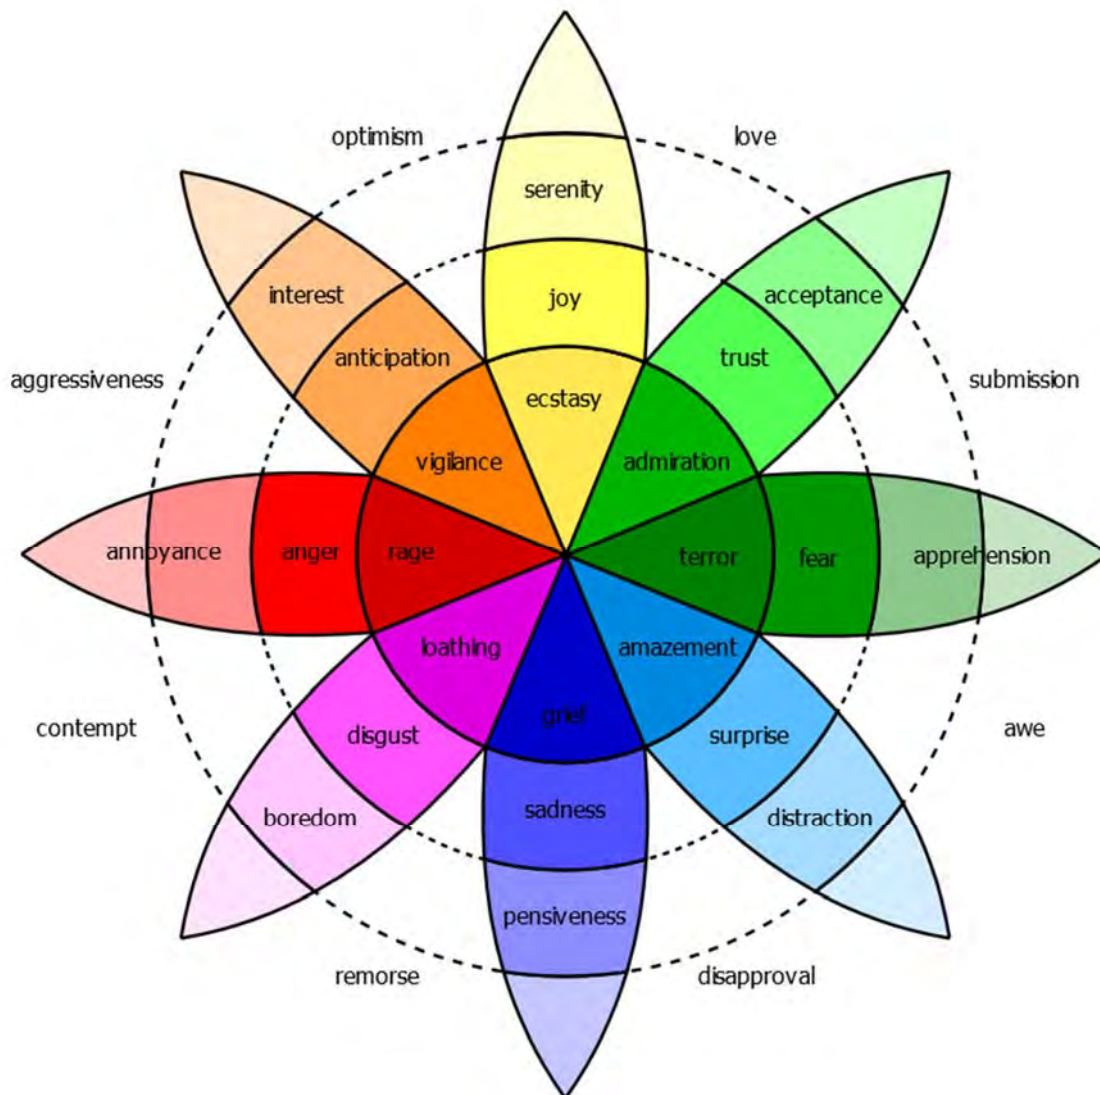 optimism
love
serenity
interest
joy
acceptance
anticipation
trust
aggressiveness
submission
ecstasy
vigilance
admiration
annoyance
anger
rage
terror
fear
apprehension
loathing
amazement
grief
contempt
disgust
surprise
awe
boredom
sadness
distraction
pensiveness
remorse
disapproval